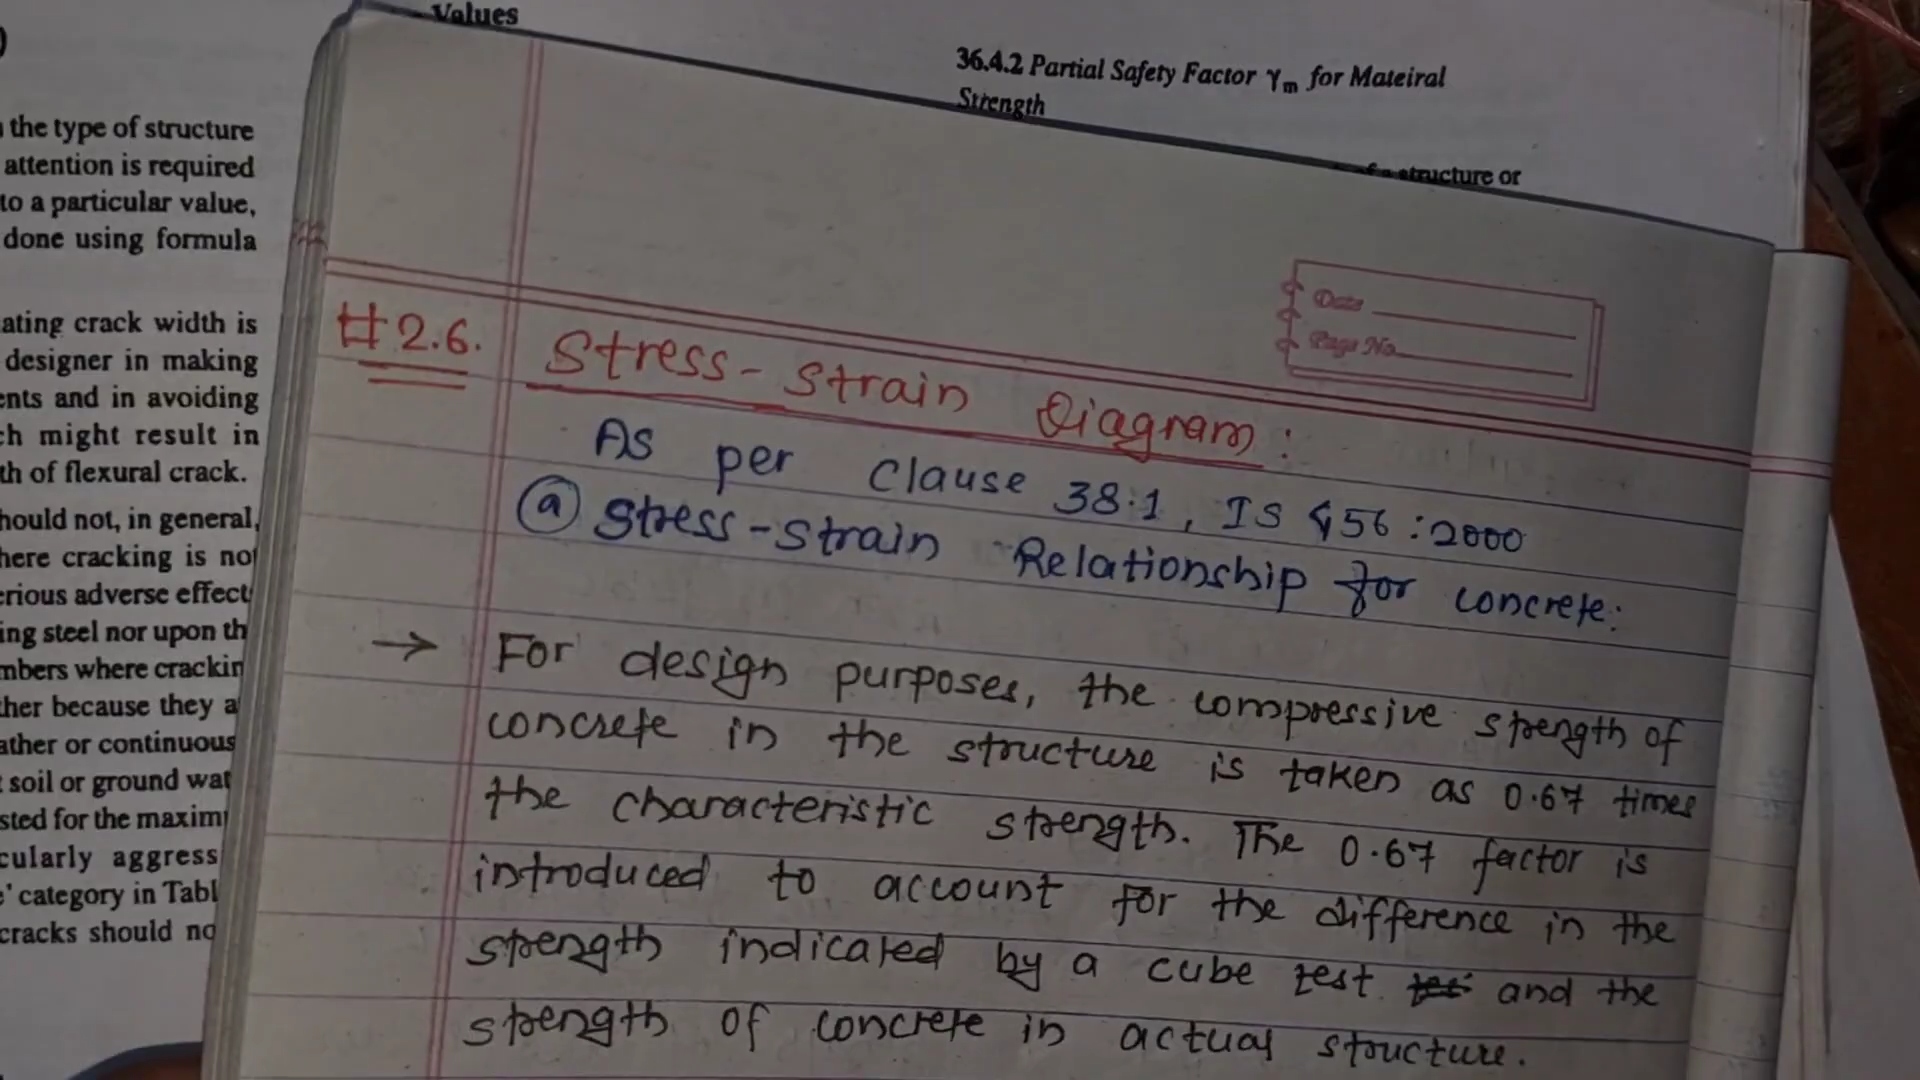 Values
36.4.2 Partial Safety Factor γm for Mateiral
Strength
structure or
the type of structure
attention is required
to a particular value,
done using formula
ating crack width is
designer in making
ents and in avoiding
ch might result in
th of flexural crack.
hould not, in general,
here cracking is not
erious adverse effect
ing steel nor upon th
mbers where crackin
ther because they a
ather or continuous
soil or ground wat
sted for the maxim
cularly aggress
e' category in Tabl
cracks should no
Date
Page No.
#2.6. Stress-Strain Diagram:
As per Clause 38.1, IS 456:2000
(a) Stress-Strain Relationship for concrete:
→ For design purposes, the compressive strength of
concrete in the structure is taken as 0.67 times
the characteristic strength. The 0.67 factor is
introduced to account for the difference in the
strength indicated by a cube test and the
strength of concrete in actual structure.